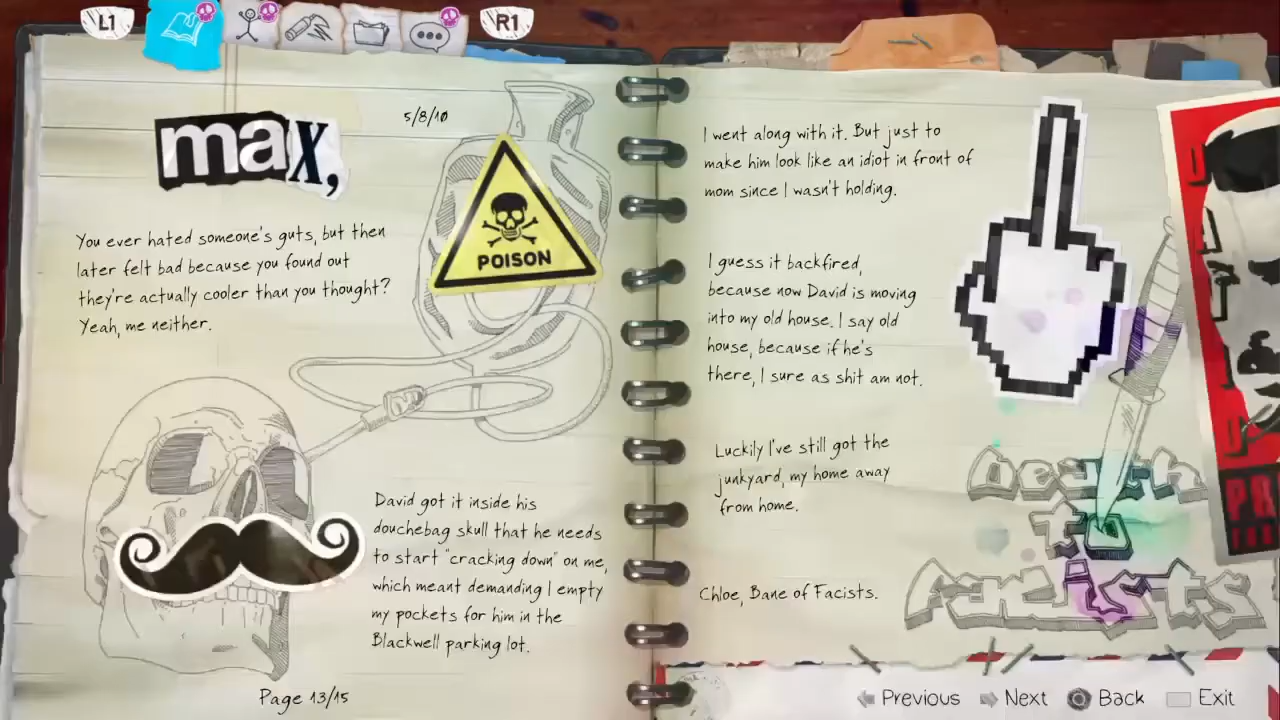 L1
R1
max,
5/8/10
POISON
You ever hated someone's guts, but then
later felt bad because you found out
they're actually cooler than you thought?
Yeah, me neither.
David got it inside his
douchebag skull that he needs
to start "cracking down" on me,
which meant demanding I empty
my pockets for him in the
Blackwell parking lot.
Page 13/15
I went along with it. But just to
make him look like an idiot in front of
mom since I wasn't holding.
I guess it backfired,
because now David is moving
into my old house. I say old
house, because if he's
there, I sure as shit am not.
Luckily I've still got the
junkyard, my home away
from home.
Chloe, Bane of Facists.
Death
to
Previous
Next
Back
Exit